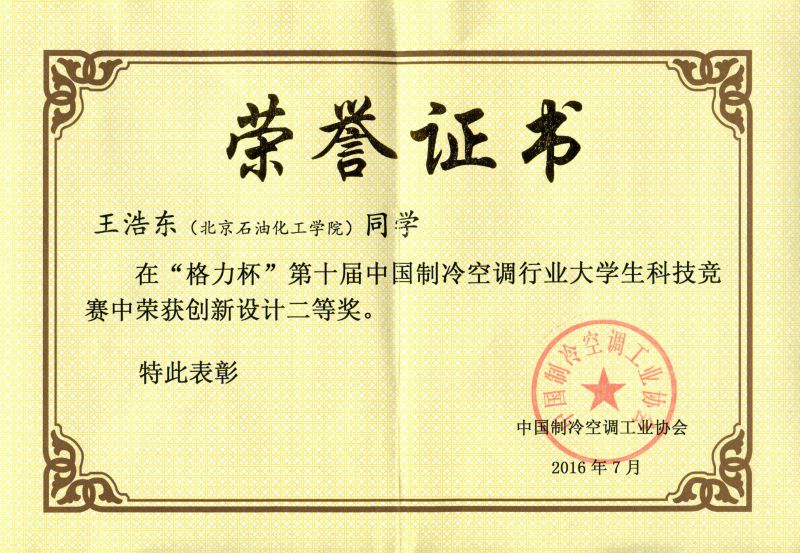 荣誉证书
王浩东（北京石油化工学院）同学
在“格力杯”第十届中国制冷空调行业大学生科技竞
赛中荣获创新设计二等奖。
特此表彰
中国制冷空调工业协会
中国制冷空调工业协会
2016 年 7 月